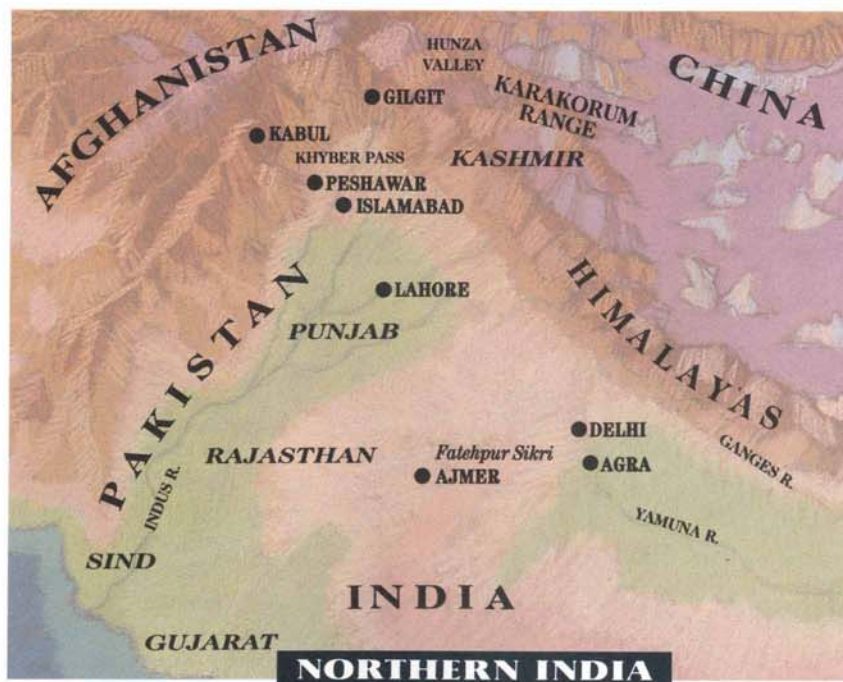 AFGHANISTAN
HUNZA
VALLEY
CHINA
GILGIT
KARAKORUM
RANGE
KABUL
KHYBER PASS
KASHMIR
PESHAWAR
ISLAMABAD
HIMALAYAS
LAHORE
PAKISTAN
PUNJAB
DELHI
RAJASTHAN
Fatehpur Sikri
AGRA
GANGES R.
AJMER
INDUS R.
YAMUNA R.
SIND
INDIA
GUJARAT
NORTHERN INDIA